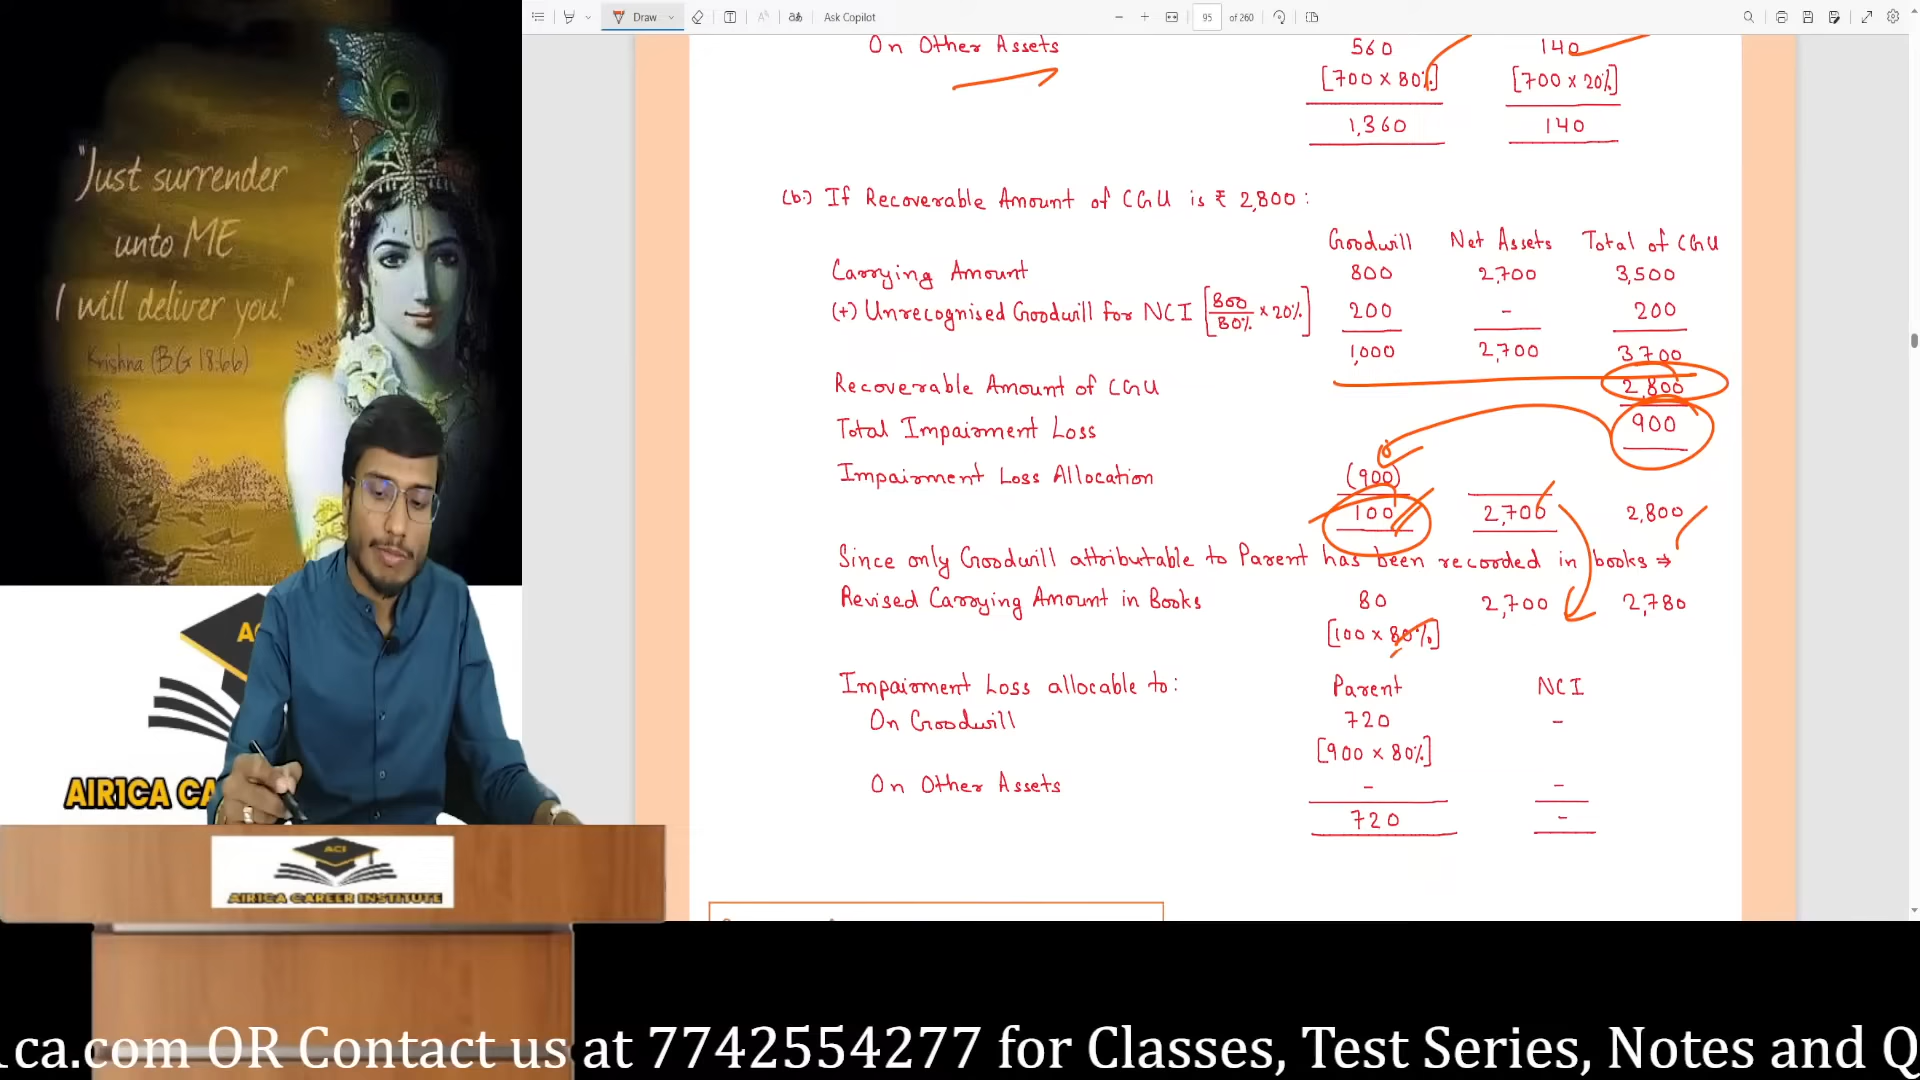 Draw
Ask Copilot
95 of 260
On Other Assets 560 140
[700 × 80%] [700 × 20%]
1,360 140
"Just surrender
unto ME
I will deliver you!"
Krishna (B.G 18.66)
(b.) If Recoverable Amount of CGU is ₹ 2,800 :
Goodwill Net Assets Total of CGU
Carrying Amount 800 2,700 3,500
(+) Unrecognised Goodwill for NCI [800/80% × 20%] 200 - 200
1,000 2,700 3700
Recoverable Amount of CGU 2,800
Total Impairment Loss 900
Impairment Loss Allocation (900)
100 2,700 2,800
Since only Goodwill attributable to Parent has been recorded in books ⇒
Revised Carrying Amount in Books 80 2,700 2,780
[100 × 80%]
Impairment Loss allocable to: Parent NCI
On Goodwill 720 -
[900 × 80%]
On Other Assets - -
720 -
AIR1CA CA
ACI
AIR1CA CAREER INSTITUTE
1ca.com OR Contact us at 7742554277 for Classes, Test Series, Notes and Q